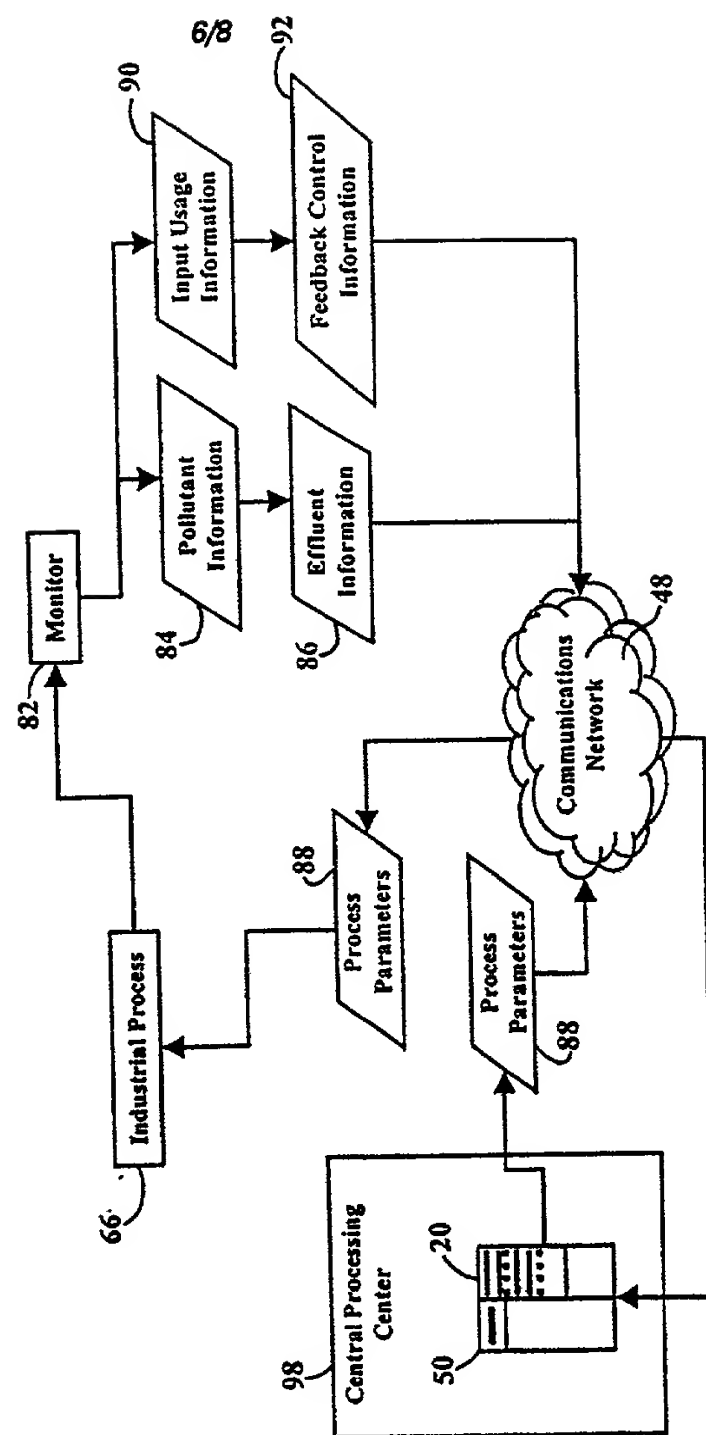 6/8
66
Industrial Process
82
Monitor
90
Input Usage
Information
84
Pollutant
Information
92
Feedback Control
Information
86
Effluent
Information
88
Process
Parameters
Process
Parameters
88
Communications
Network
48
98
Central Processing
Center
50
20